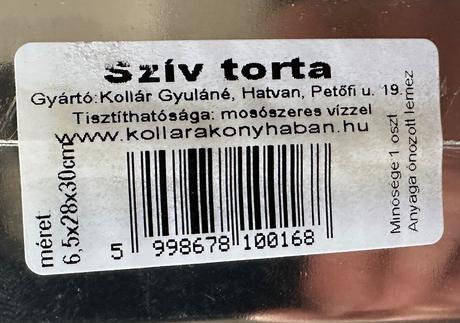 Szív torta
Gyártó:Kollár Gyuláné, Hatvan, Petőfi u. 19.
Tisztíthatósága: mosószeres vízzel
www.kollarakonyhaban.hu
méret
6,5x28x30cm
5 998678 100168
Minősége 1 oszt
Anyaga ónozott lemez